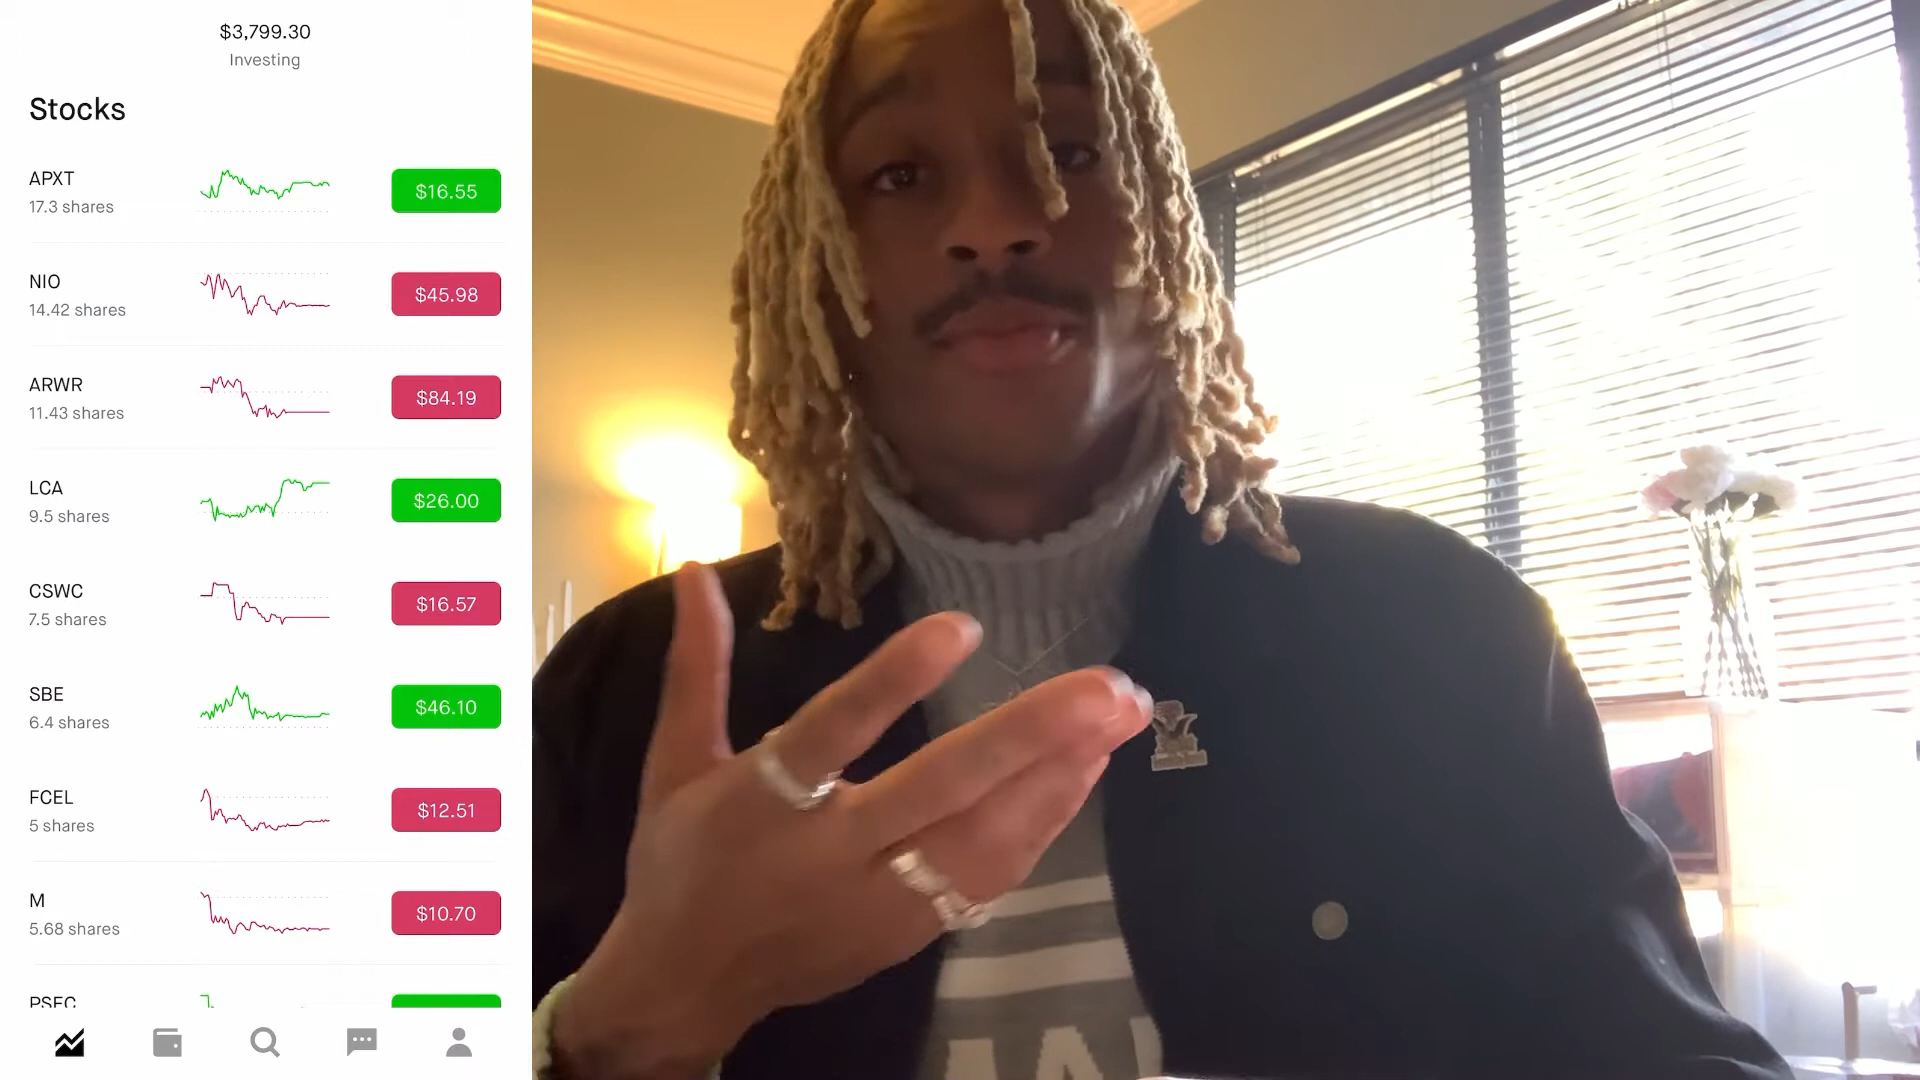 $3,799.30
Investing
Stocks
APXT
17.3 shares
$16.55
NIO
14.42 shares
$45.98
ARWR
11.43 shares
$84.19
LCA
9.5 shares
$26.00
CSWC
7.5 shares
$16.57
SBE
6.4 shares
$46.10
FCEL
5 shares
$12.51
M
5.68 shares
$10.70
PSEC